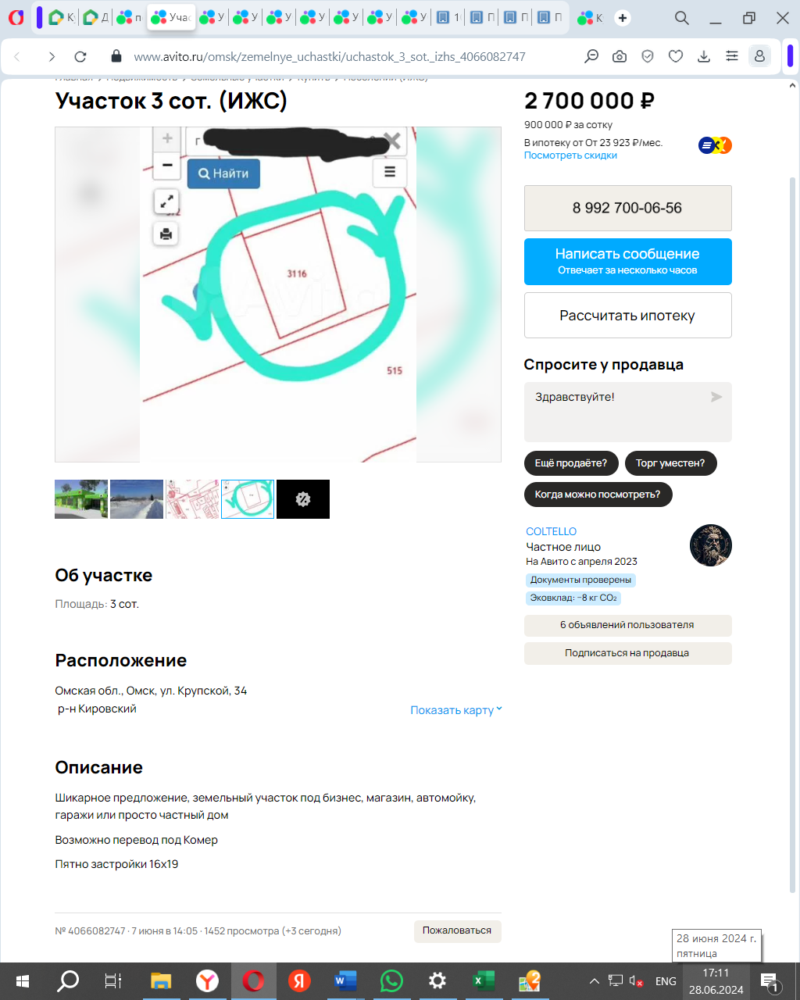 Учас
www.avito.ru/omsk/zemelnye_uchastki/uchastok_3_sot._izhs_4066082747
Участок 3 сот. (ИЖС)
г
Найти
3116
515
Avito
Об участке
Площадь: 3 сот.
Расположение
Омская обл., Омск, ул. Крупской, 34
р-н Кировский
Показать карту
Описание
Шикарное предложение, земельный участок под бизнес, магазин, автомойку,
гаражи или просто частный дом
Возможно перевод под Комер
Пятно застройки 16х19
№ 4066082747 · 7 июня в 14:05 · 1452 просмотра (+3 сегодня)
Пожаловаться
2 700 000 ₽
900 000 ₽ за сотку
В ипотеку от От 23 923 ₽/мес.
Посмотреть скидки
8 992 700-06-56
Написать сообщение
Отвечает за несколько часов
Рассчитать ипотеку
Спросите у продавца
Здравствуйте!
Ещё продаёте?
Торг уместен?
Когда можно посмотреть?
COLTELLO
Частное лицо
На Авито с апреля 2023
Документы проверены
Эковклад: −8 кг CO₂
6 объявлений пользователя
Подписаться на продавца
28 июня 2024 г.
пятница
ENG
17:11
28.06.2024
1